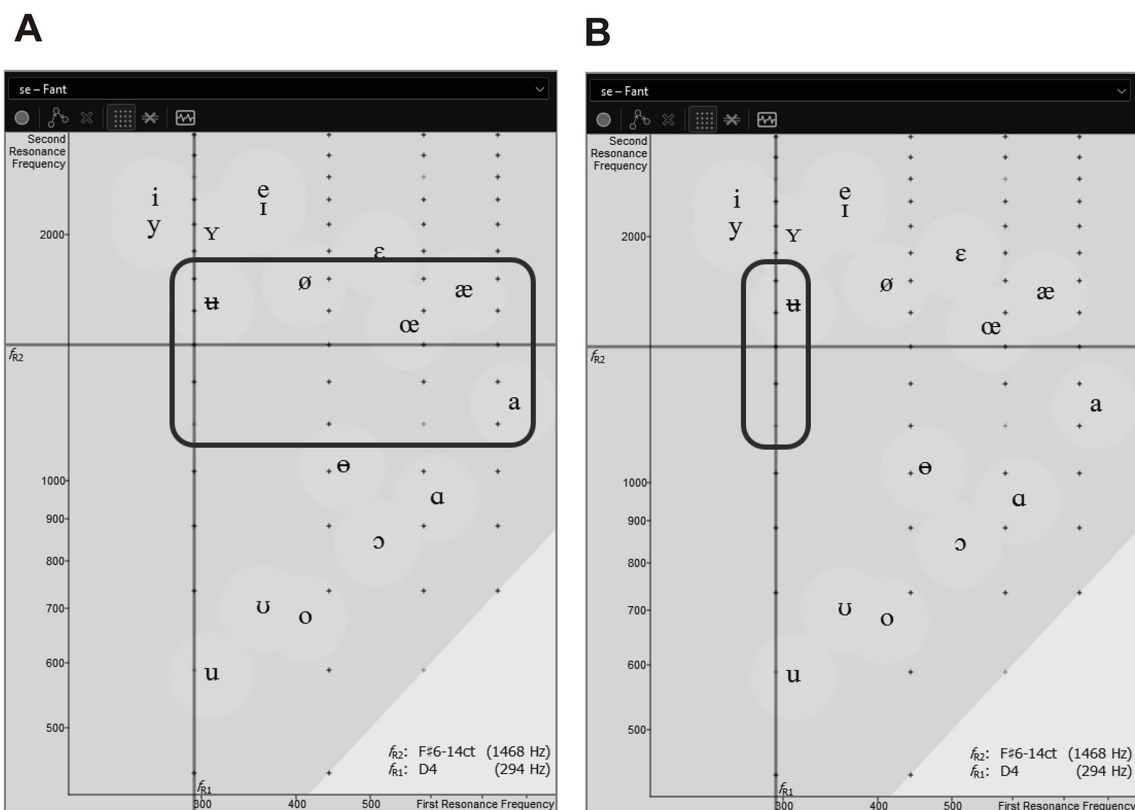 A
se – Fant
Second
Resonance
Frequency
i
e
ɪ
y
ʏ
2000
ɛ
ø
æ
ʉ
œ
fR2
a
ɵ
1000
ɑ
900
ɔ
800
ʊ
o
700
u
600
500
fR2: F♯6-14ct (1468 Hz)
fR1: D4 (294 Hz)
fR1
300 400 500 First Resonance Frequency
B
se – Fant
Second
Resonance
Frequency
i
e
ɪ
y
ʏ
2000
ɛ
ø
æ
ʉ
œ
fR2
a
ɵ
1000
ɑ
900
ɔ
800
ʊ
o
700
u
600
500
fR2: F♯6-14ct (1468 Hz)
fR1: D4 (294 Hz)
fR1
300 400 500 First Resonance Frequency